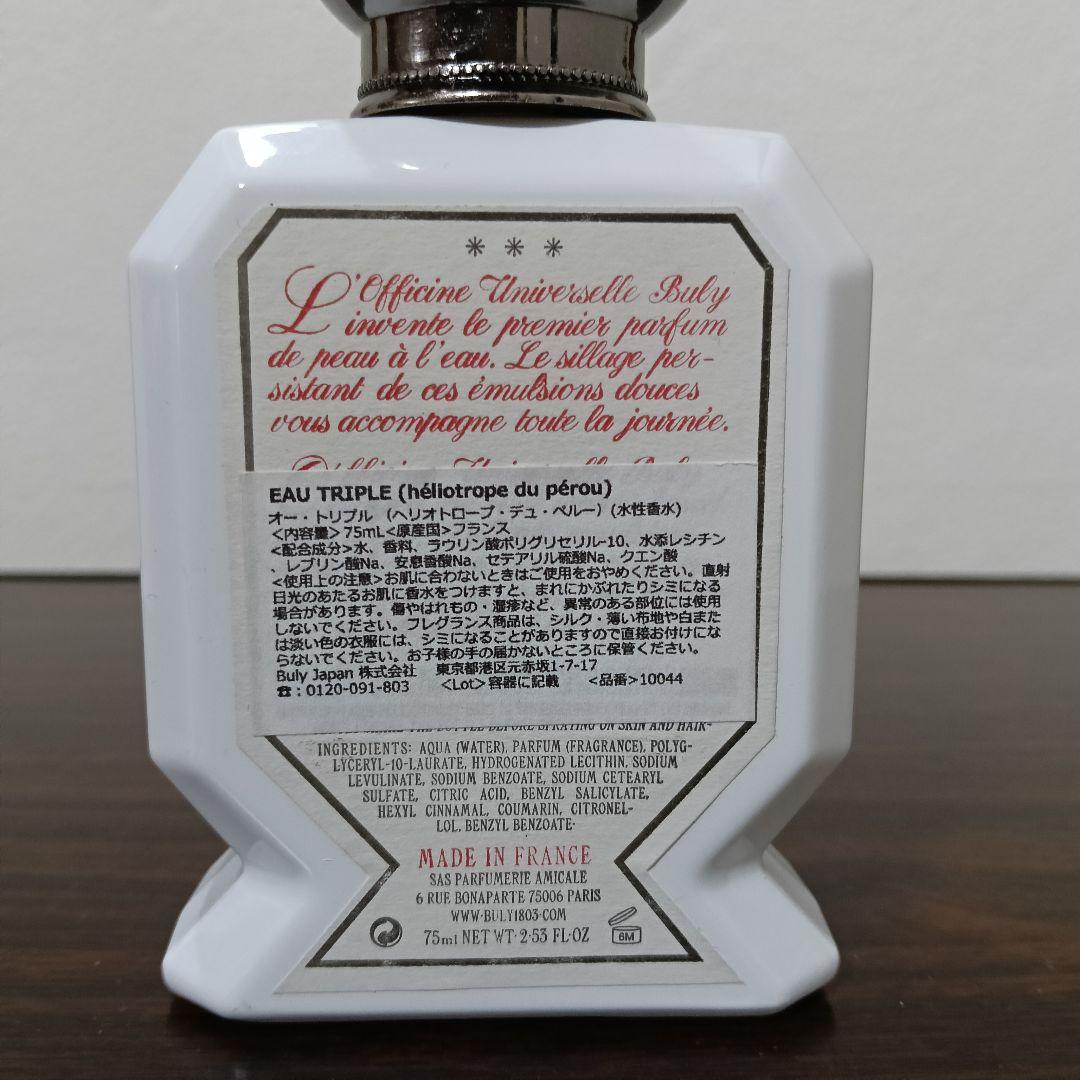 L'Officine Universelle Buly
invente le premier parfum
de peau à l'eau. Le sillage per-
sistant de ces émulsions douces
vous accompagne toute la journée.
EAU TRIPLE (héliotrope du pérou)
オー・トリプル （ヘリオトロープ・デュ・ペルー）(水性香水)
<内容量> 75mL<原産国>フランス
<配合成分>水、香料、ラウリン酸ポリグリセリル-10、水添レシチン
、レブリン酸Na、安息香酸Na、セテアリル硫酸Na、クエン酸
<使用上の注意>お肌に合わないときはご使用をおやめください。直射
日光のあたるお肌に香水をつけますと、まれにかぶれたりシミになる
場合があります。傷やはれもの・湿疹など、異常のある部位には使用
しないでください。フレグランス商品は、シルク・薄い布地や白また
は淡い色の衣服には、シミになることがありますので直接お付けにな
らないでください。お子様の手の届かないところに保管ください。
Buly Japan 株式会社 東京都港区元赤坂1-7-17
☎：0120-091-803 <Lot>容器に記載 <品番>10044
THE BOTTLE BEFORE SPRAYING ON SKIN AND HAIR·
INGREDIENTS: AQUA (WATER), PARFUM (FRAGRANCE), POLYG-
LYCERYL-10-LAURATE, HYDROGENATED LECITHIN, SODIUM
LEVULINATE, SODIUM BENZOATE, SODIUM CETEARYL
SULFATE, CITRIC ACID, BENZYL SALICYLATE,
HEXYL CINNAMAL, COUMARIN, CITRONEL-
LOL, BENZYL BENZOATE·
MADE IN FRANCE
SAS PARFUMERIE AMICALE
6 RUE BONAPARTE 75006 PARIS
WWW·BULY1803·COM
75ml NET WT· 2·53 FL·OZ
6M